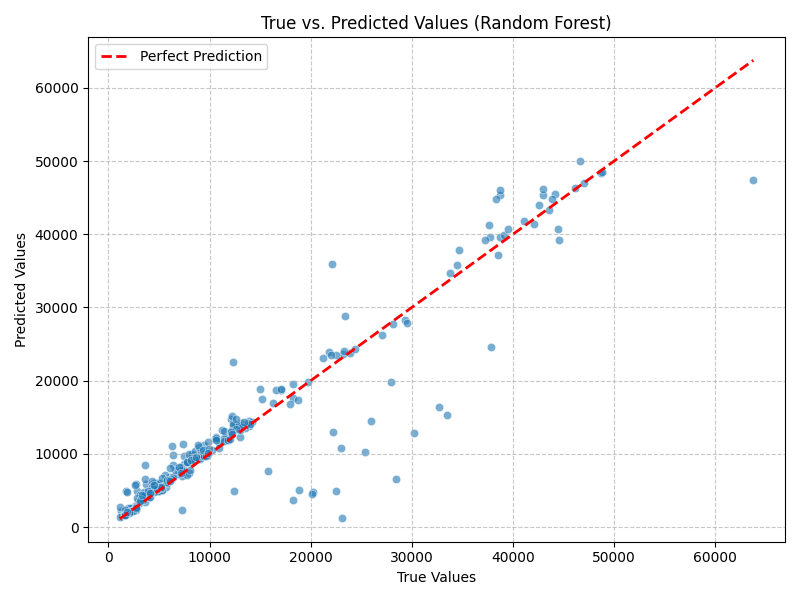 True vs. Predicted Values (Random Forest)
Perfect Prediction
Predicted Values
60000
50000
40000
30000
20000
10000
0
0 10000 20000 30000 40000 50000 60000
True Values